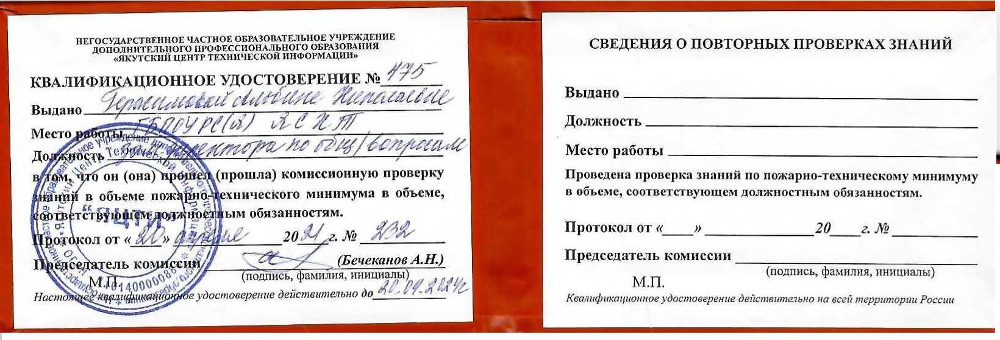 НЕГОСУДАРСТВЕННОЕ ЧАСТНОЕ ОБРАЗОВАТЕЛЬНОЕ УЧРЕЖДЕНИЕ
ДОПОЛНИТЕЛЬНОГО ПРОФЕССИОНАЛЬНОГО ОБРАЗОВАНИЯ
«ЯКУТСКИЙ ЦЕНТР ТЕХНИЧЕСКОЙ ИНФОРМАЦИИ»
КВАЛИФИКАЦИОННОЕ УДОСТОВЕРЕНИЕ № 475
Выдано Герасимовой Альбине Николаевне
Место работы ГБПОУ РС(Я) ЯСХТ
Должность зам. директора по общ/вопросам
в том, что он (она) прошел (прошла) комиссионную проверку
знаний в объеме пожарно-технического минимума в объеме,
соответствующем должностным обязанностям.
Протокол от «20» апреля 2021 г. № 232
Председатель комиссии (Бечеканов А.Н.)
(подпись, фамилия, инициалы)
М.П.
Настоящее квалификационное удостоверение действительно до 20.04.2024г
"ЯЦТИ"
СВЕДЕНИЯ О ПОВТОРНЫХ ПРОВЕРКАХ ЗНАНИЙ
Выдано
Должность
Место работы
Проведена проверка знаний по пожарно-техническому минимуму
в объеме, соответствующем должностным обязанностям.
Протокол от «____» ____ 20____ г. №
Председатель комиссии
(подпись, фамилия, инициалы)
М.П.
Квалификационное удостоверение действительно на всей территории России